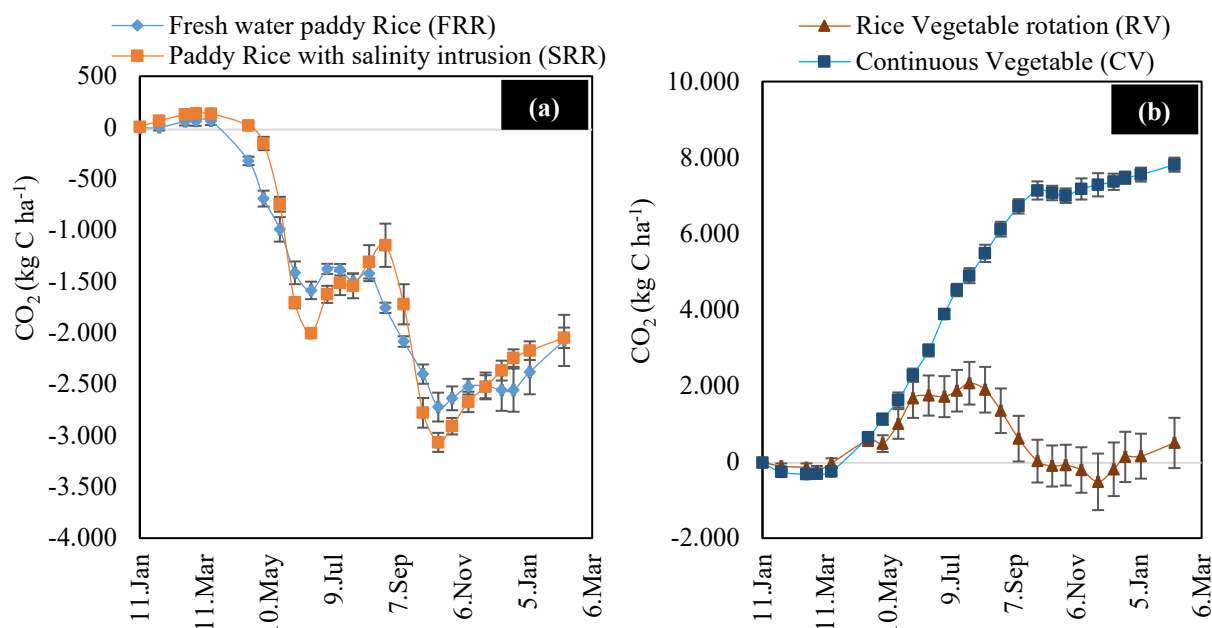 Fresh water paddy Rice (FRR)
Paddy Rice with salinity intrusion (SRR)
(a)
CO2 (kg C ha-1)
500
0
-500
-1.000
-1.500
-2.000
-2.500
-3.000
-3.500
-4.000
11.Jan
11.Mar
10.May
9.Jul
7.Sep
6.Nov
5.Jan
6.Mar
Rice Vegetable rotation (RV)
Continuous Vegetable (CV)
(b)
CO2 (kg C ha-1)
10.000
8.000
6.000
4.000
2.000
0
-2.000
11.Jan
11.Mar
10.May
9.Jul
7.Sep
6.Nov
5.Jan
6.Mar